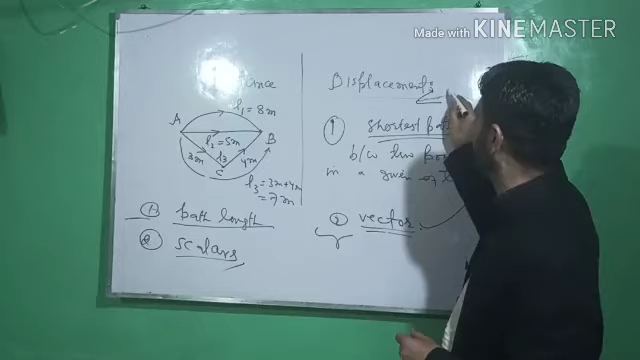 Made with KINEMASTER
Displacement:
A
l₁ = 8m
l₂ = 5m
B
3m
l₃
4m
C
l₃ = 3m+4m
= 7m
① path length
② scalars
① shortest
b/w two
in a given
② vector.